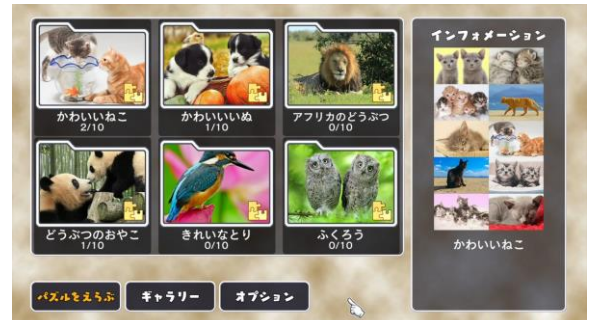 かわいいねこ
2/10
かわいいいぬ
1/10
アフリカのどうぶつ
0/10
どうぶつのおやこ
1/10
きれいなとり
0/10
ふくろう
0/10
インフォメーション
かわいいねこ
パズルをえらぶ
ギャラリー
オプション